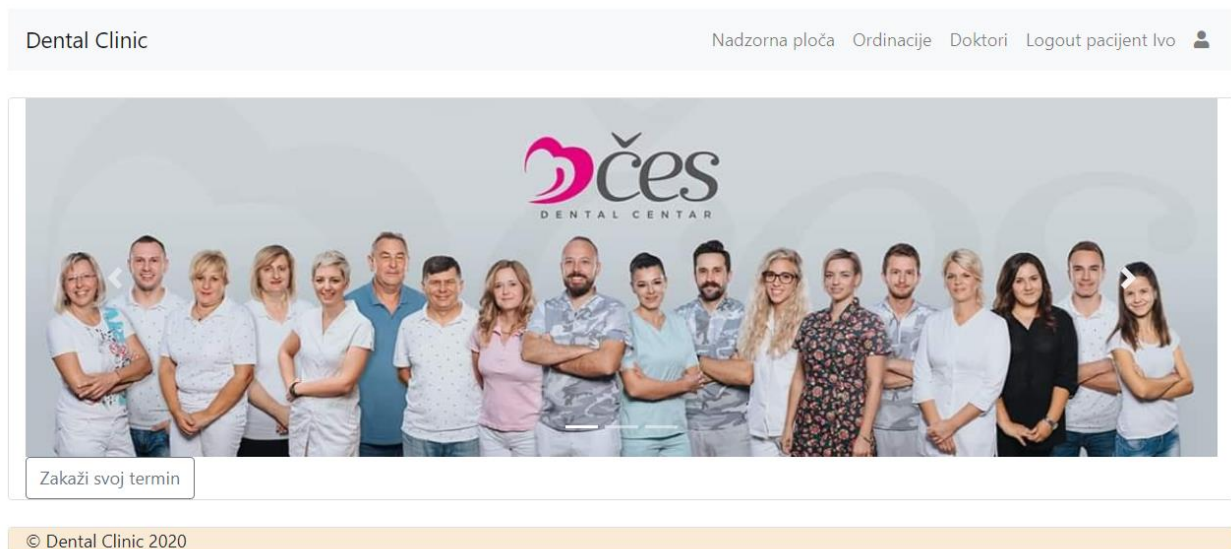 Dental Clinic
Nadzorna ploča Ordinacije Doktori Logout pacijent Ivo
čes
DENTAL CENTAR
Zakaži svoj termin
© Dental Clinic 2020